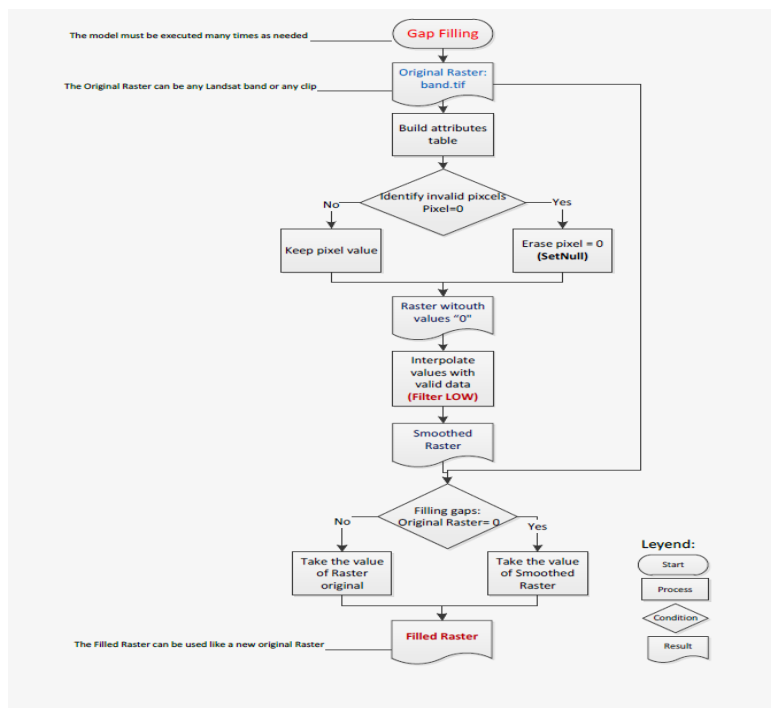 The model must be executed many times as needed
Gap Filling
The Original Raster can be any Landsat band or any clip
Original Raster:
band.tif
Build attributes
table
Identify invalid pixcels
Pixel=0
No
Yes
Keep pixel value
Erase pixel = 0
(SetNull)
Raster witouth
values “0"
Interpolate
values with
valid data
(Filter LOW)
Smoothed
Raster
Filling gaps:
Original Raster= 0
No
Yes
Take the value
of Raster
original
Take the value
of Smoothed
Raster
Leyend:
Start
Process
Condition
Result
The Filled Raster can be used like a new original Raster
Filled Raster